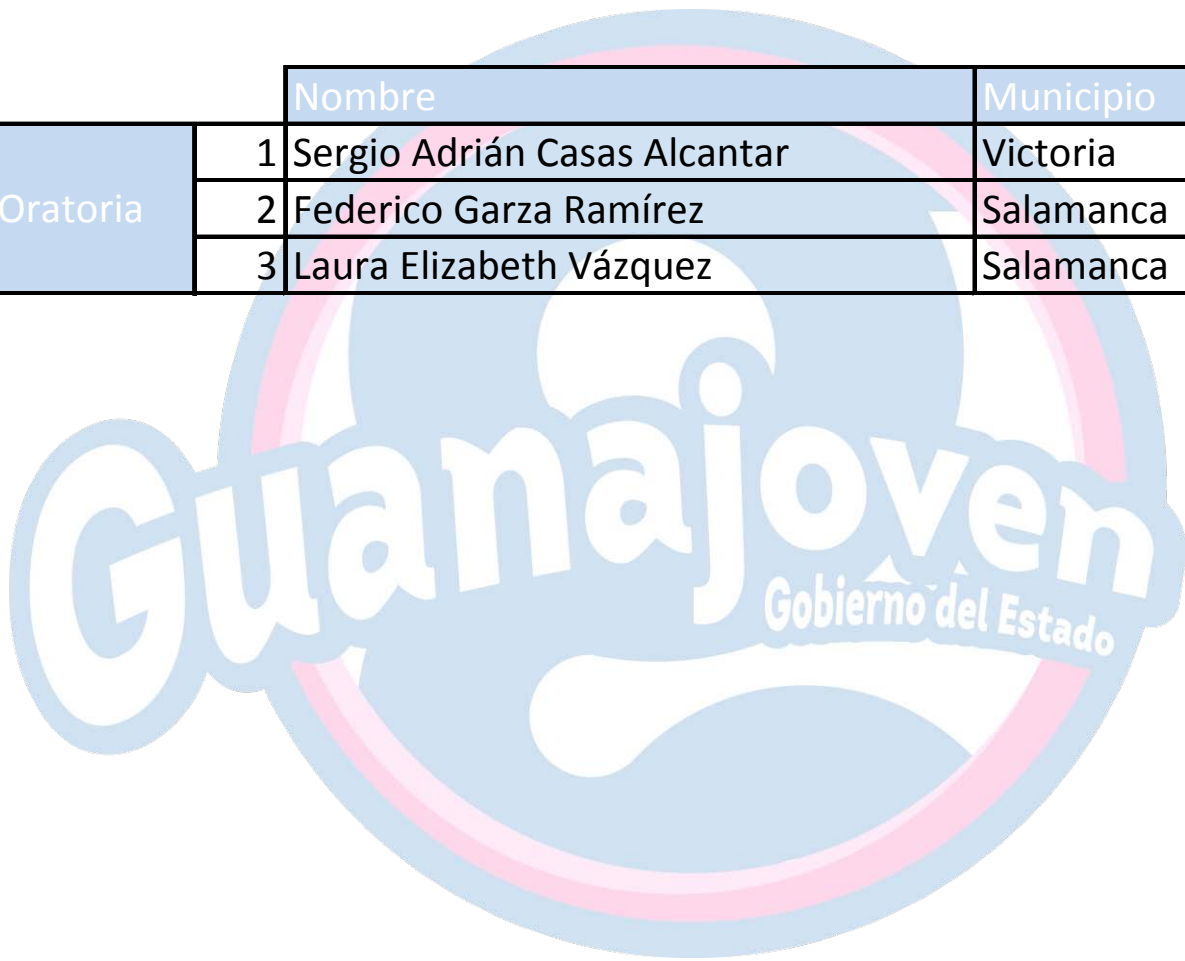 Nombre Municipio
1 Sergio Adrián Casas Alcantar Victoria
Oratoria 2 Federico Garza Ramírez Salamanca
3 Laura Elizabeth Vázquez Salamanca
Guanajoven
Gobierno del Estado